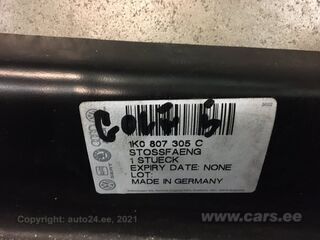 GOLF 5
1K0 807 305 C
STOSSFAENG
1 STUECK
EXPIRY DATE: NONE
LOT:
MADE IN GERMANY
Copyright : auto24.ee, 2021
www.cars.ee